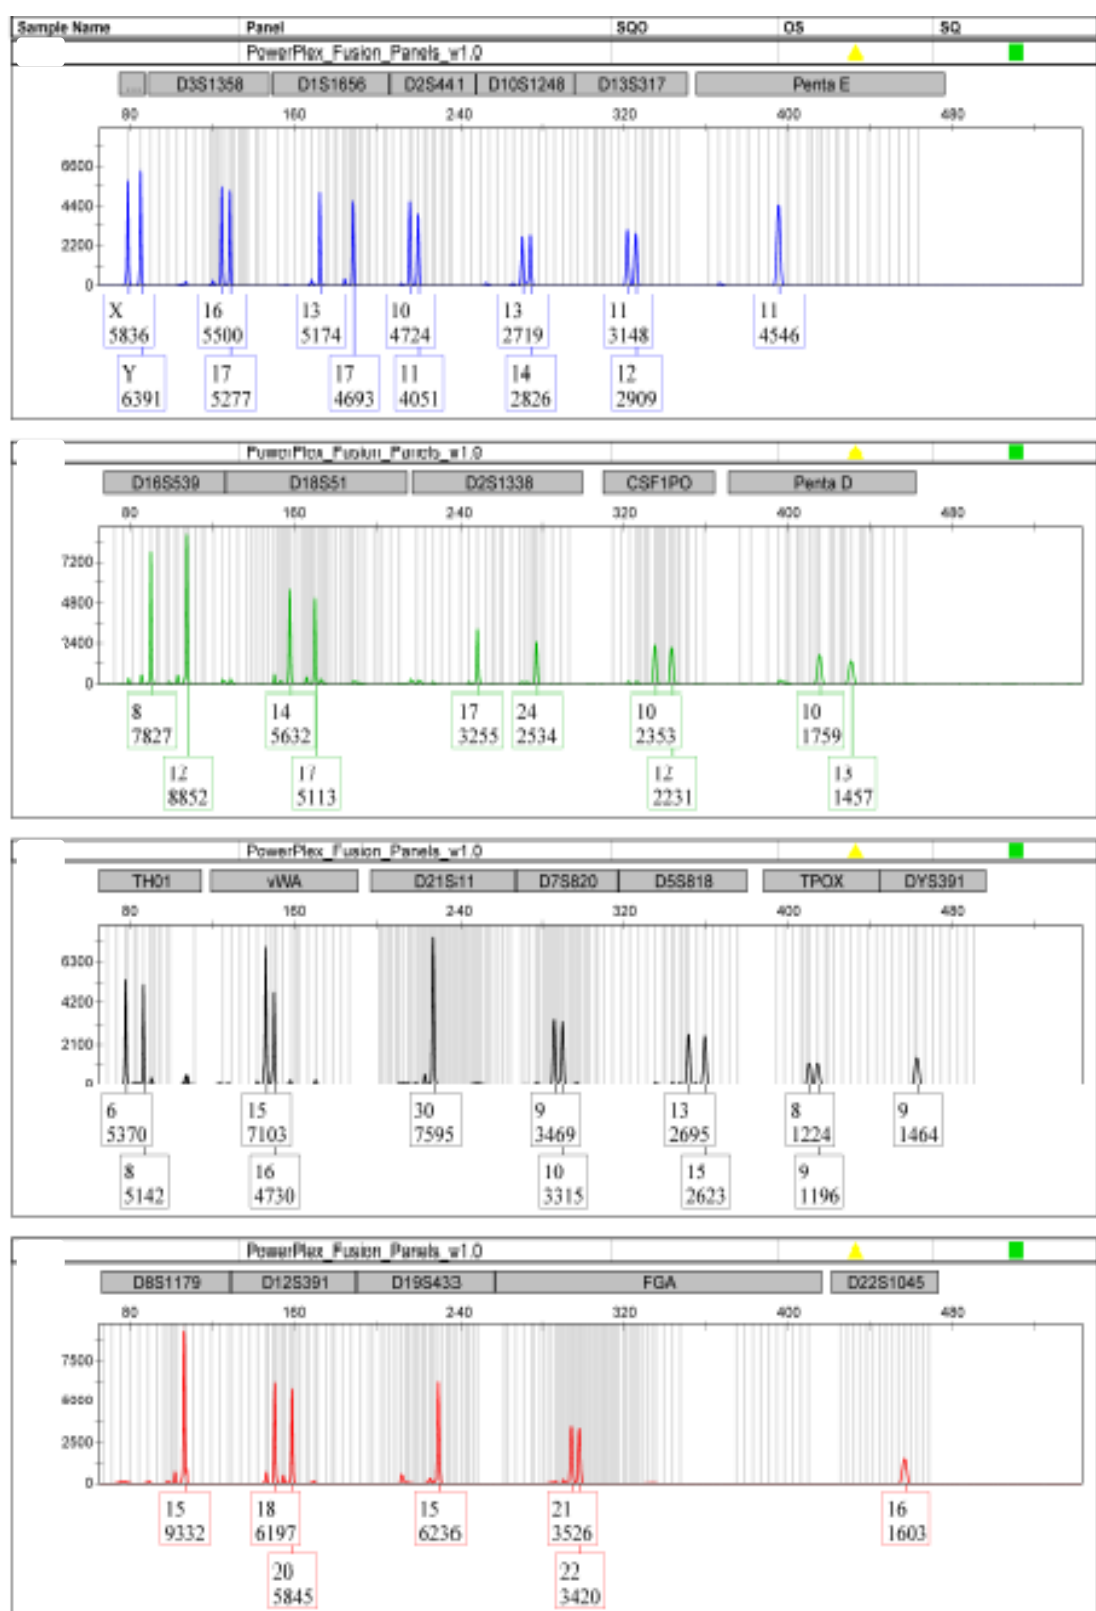 Sample Name Panel SQO OS SQ
PowerPlex_Fusion_Panels_w1.0
... D3S1358 D1S1656 D2S441 D10S1248 D13S317 Penta E
80 160 240 320 400 480
6600
4400
2200
0
X 16 13 10 13 11 11
5836 5500 5174 4724 2719 3148 4546
Y 17 17 11 14 12
6391 5277 4693 4051 2826 2909
PowerPlex_Fusion_Panels_w1.0
D16S539 D18S51 D2S1338 CSF1PO Penta D
80 160 240 320 400 480
7200
4800
2400
0
8 14 17 24 10 10
7827 5632 3255 2534 2353 1759
12 17 12 13
8852 5113 2231 1457
PowerPlex_Fusion_Panels_w1.0
TH01 vWA D21S11 D7S820 D5S818 TPOX DYS391
80 160 240 320 400 480
6300
4200
2100
0
6 15 30 9 13 8 9
5370 7103 7595 3469 2695 1224 1464
8 16 10 15 9
5142 4730 3315 2623 1196
PowerPlex_Fusion_Panels_w1.0
D8S1179 D12S391 D19S433 FGA D22S1045
80 160 240 320 400 480
7500
5000
2500
0
15 18 15 21 16
9332 6197 6236 3526 1603
20 22
5845 3420